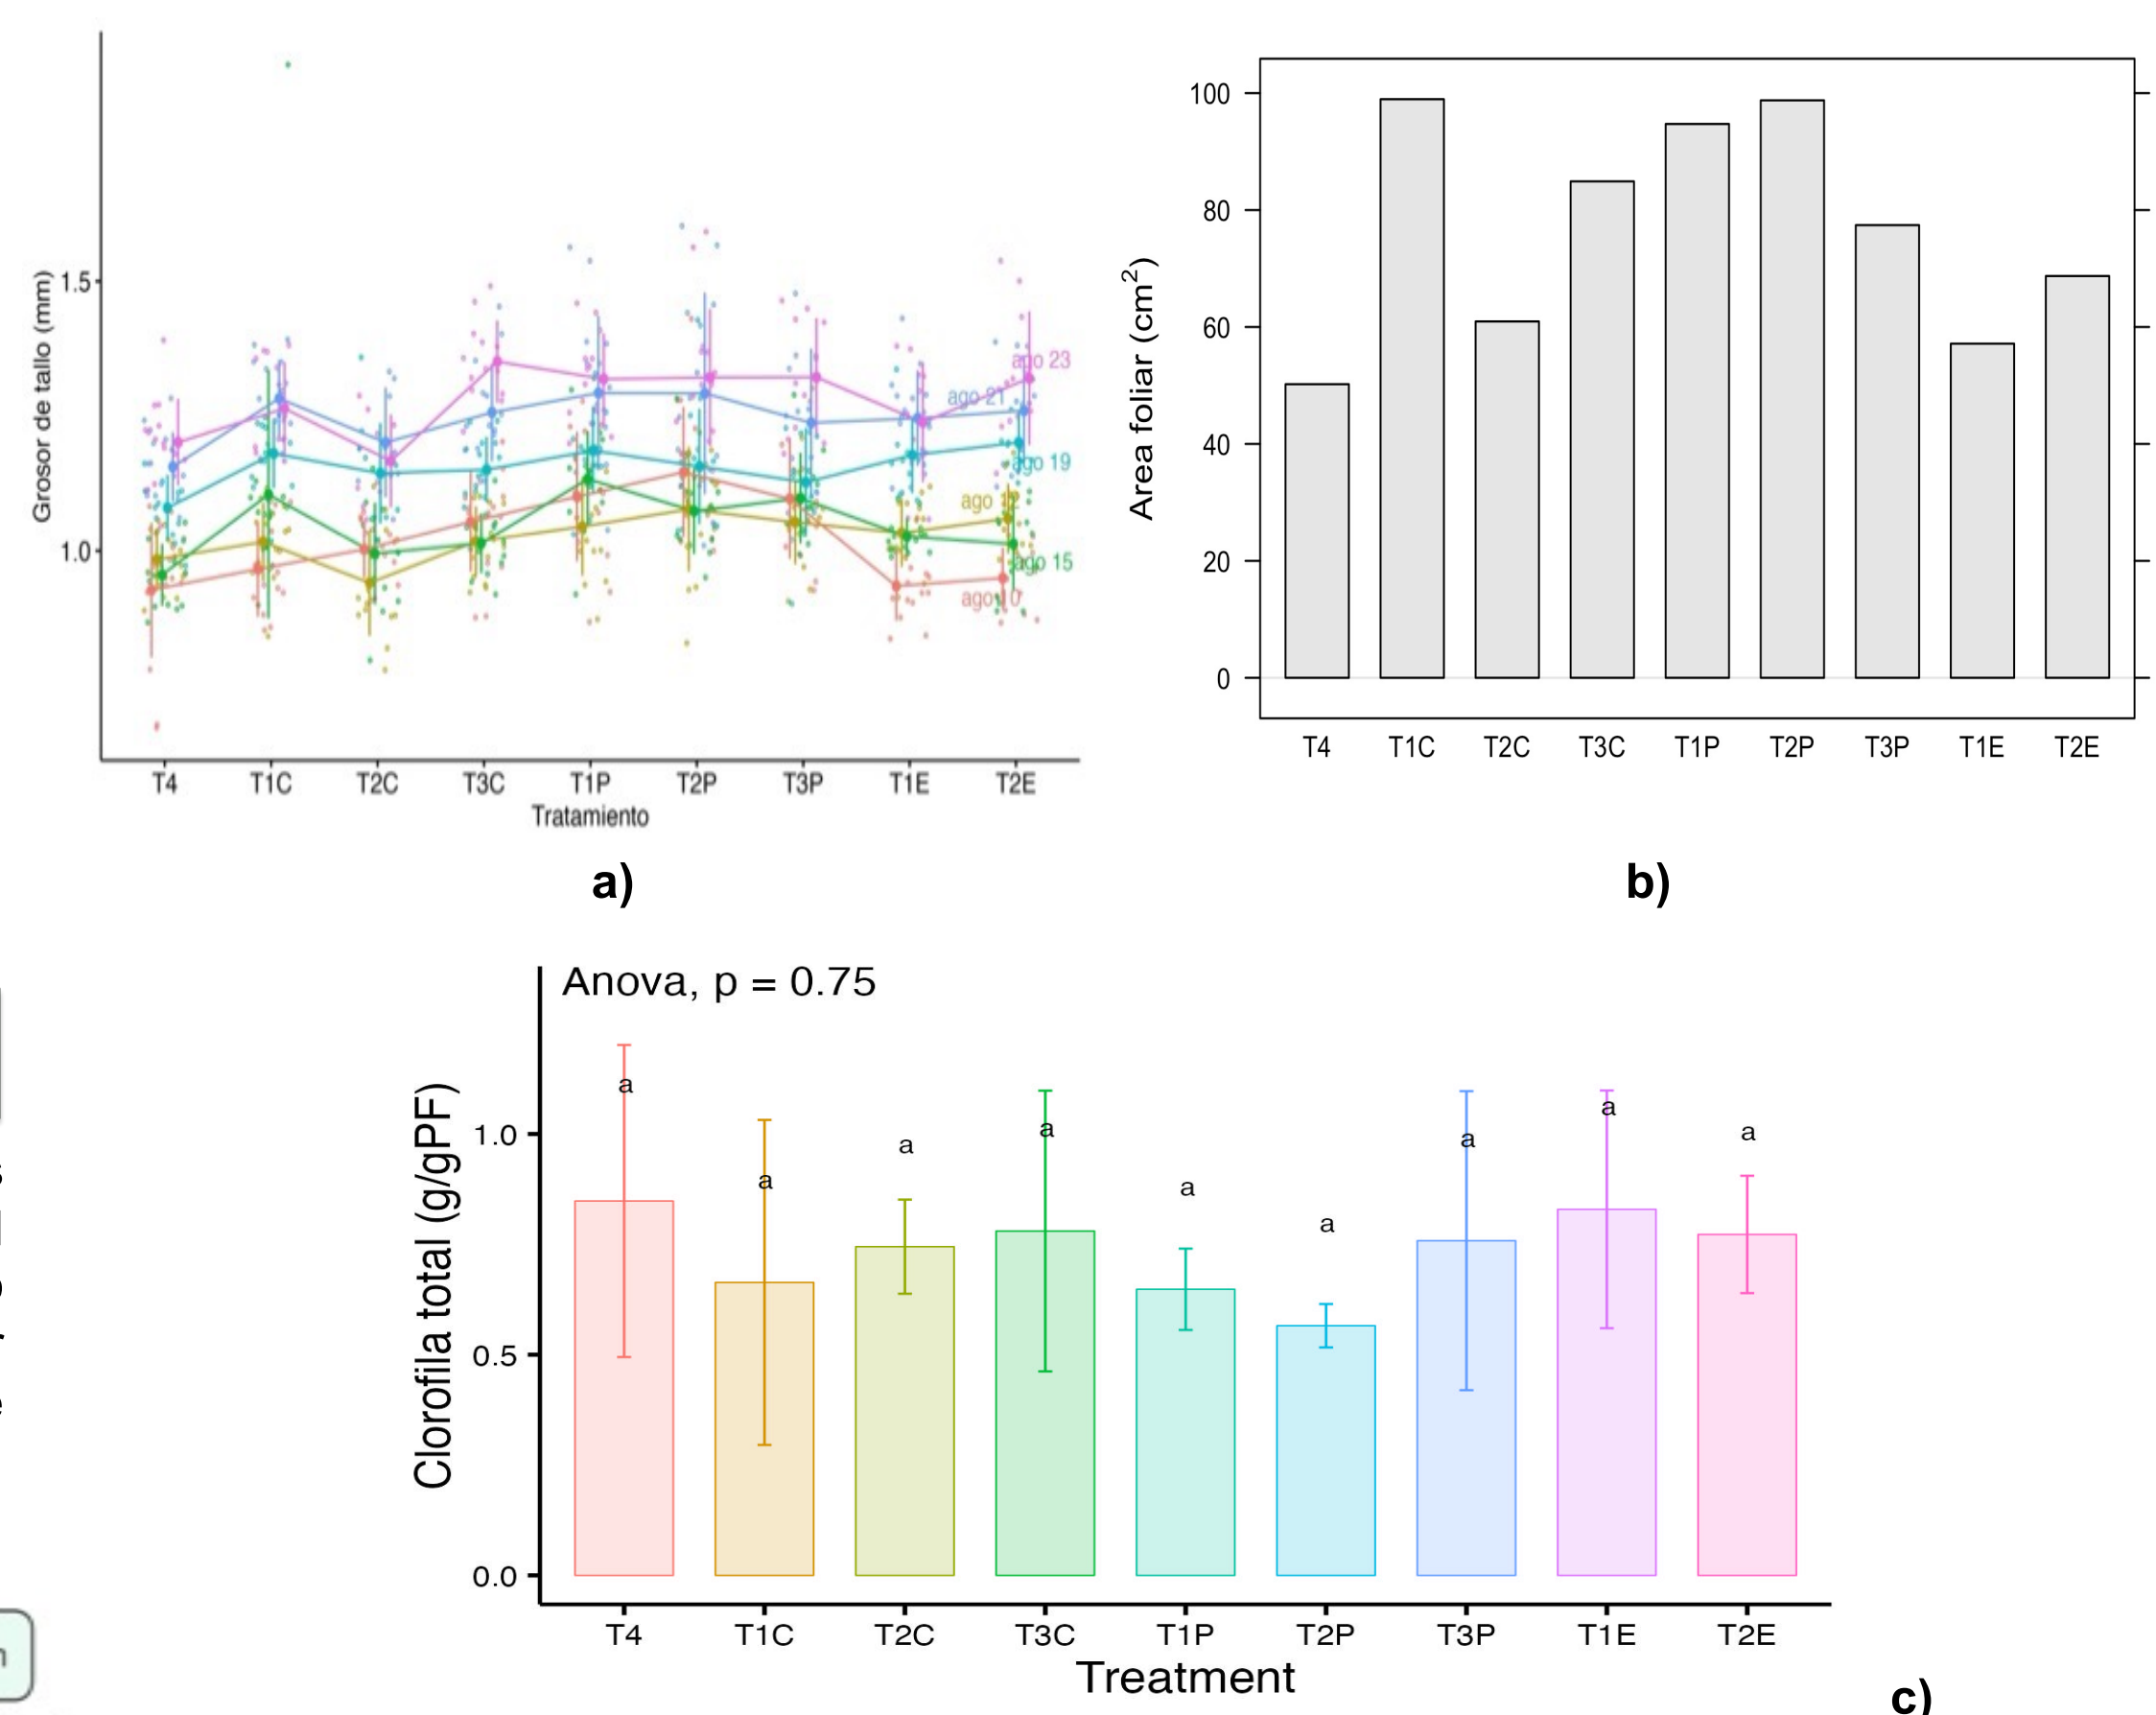 Grosor de tallo (mm)
1.5
1.0
ago 23
ago 21
ago 19
ago 12
ago 15
ago 10
T4 T1C T2C T3C T1P T2P T3P T1E T2E
Tratamiento
a)
Area foliar (cm²)
100
80
60
40
20
0
T4 T1C T2C T3C T1P T2P T3P T1E T2E
b)
Anova, p = 0.75
Clorofila total (g/gPF)
1.0
0.5
0.0
a a a a a a a a a
T4 T1C T2C T3C T1P T2P T3P T1E T2E
Treatment
c)